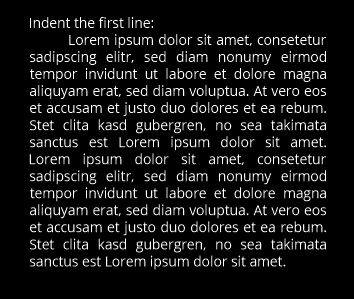 Indent the first line:
Lorem ipsum dolor sit amet, consetetur
sadipscing elitr, sed diam nonumy eirmod
tempor invidunt ut labore et dolore magna
aliquyam erat, sed diam voluptua. At vero eos
et accusam et justo duo dolores et ea rebum.
Stet clita kasd gubergren, no sea takimata
sanctus est Lorem ipsum dolor sit amet.
Lorem ipsum dolor sit amet, consetetur
sadipscing elitr, sed diam nonumy eirmod
tempor invidunt ut labore et dolore magna
aliquyam erat, sed diam voluptua. At vero eos
et accusam et justo duo dolores et ea rebum.
Stet clita kasd gubergren, no sea takimata
sanctus est Lorem ipsum dolor sit amet.